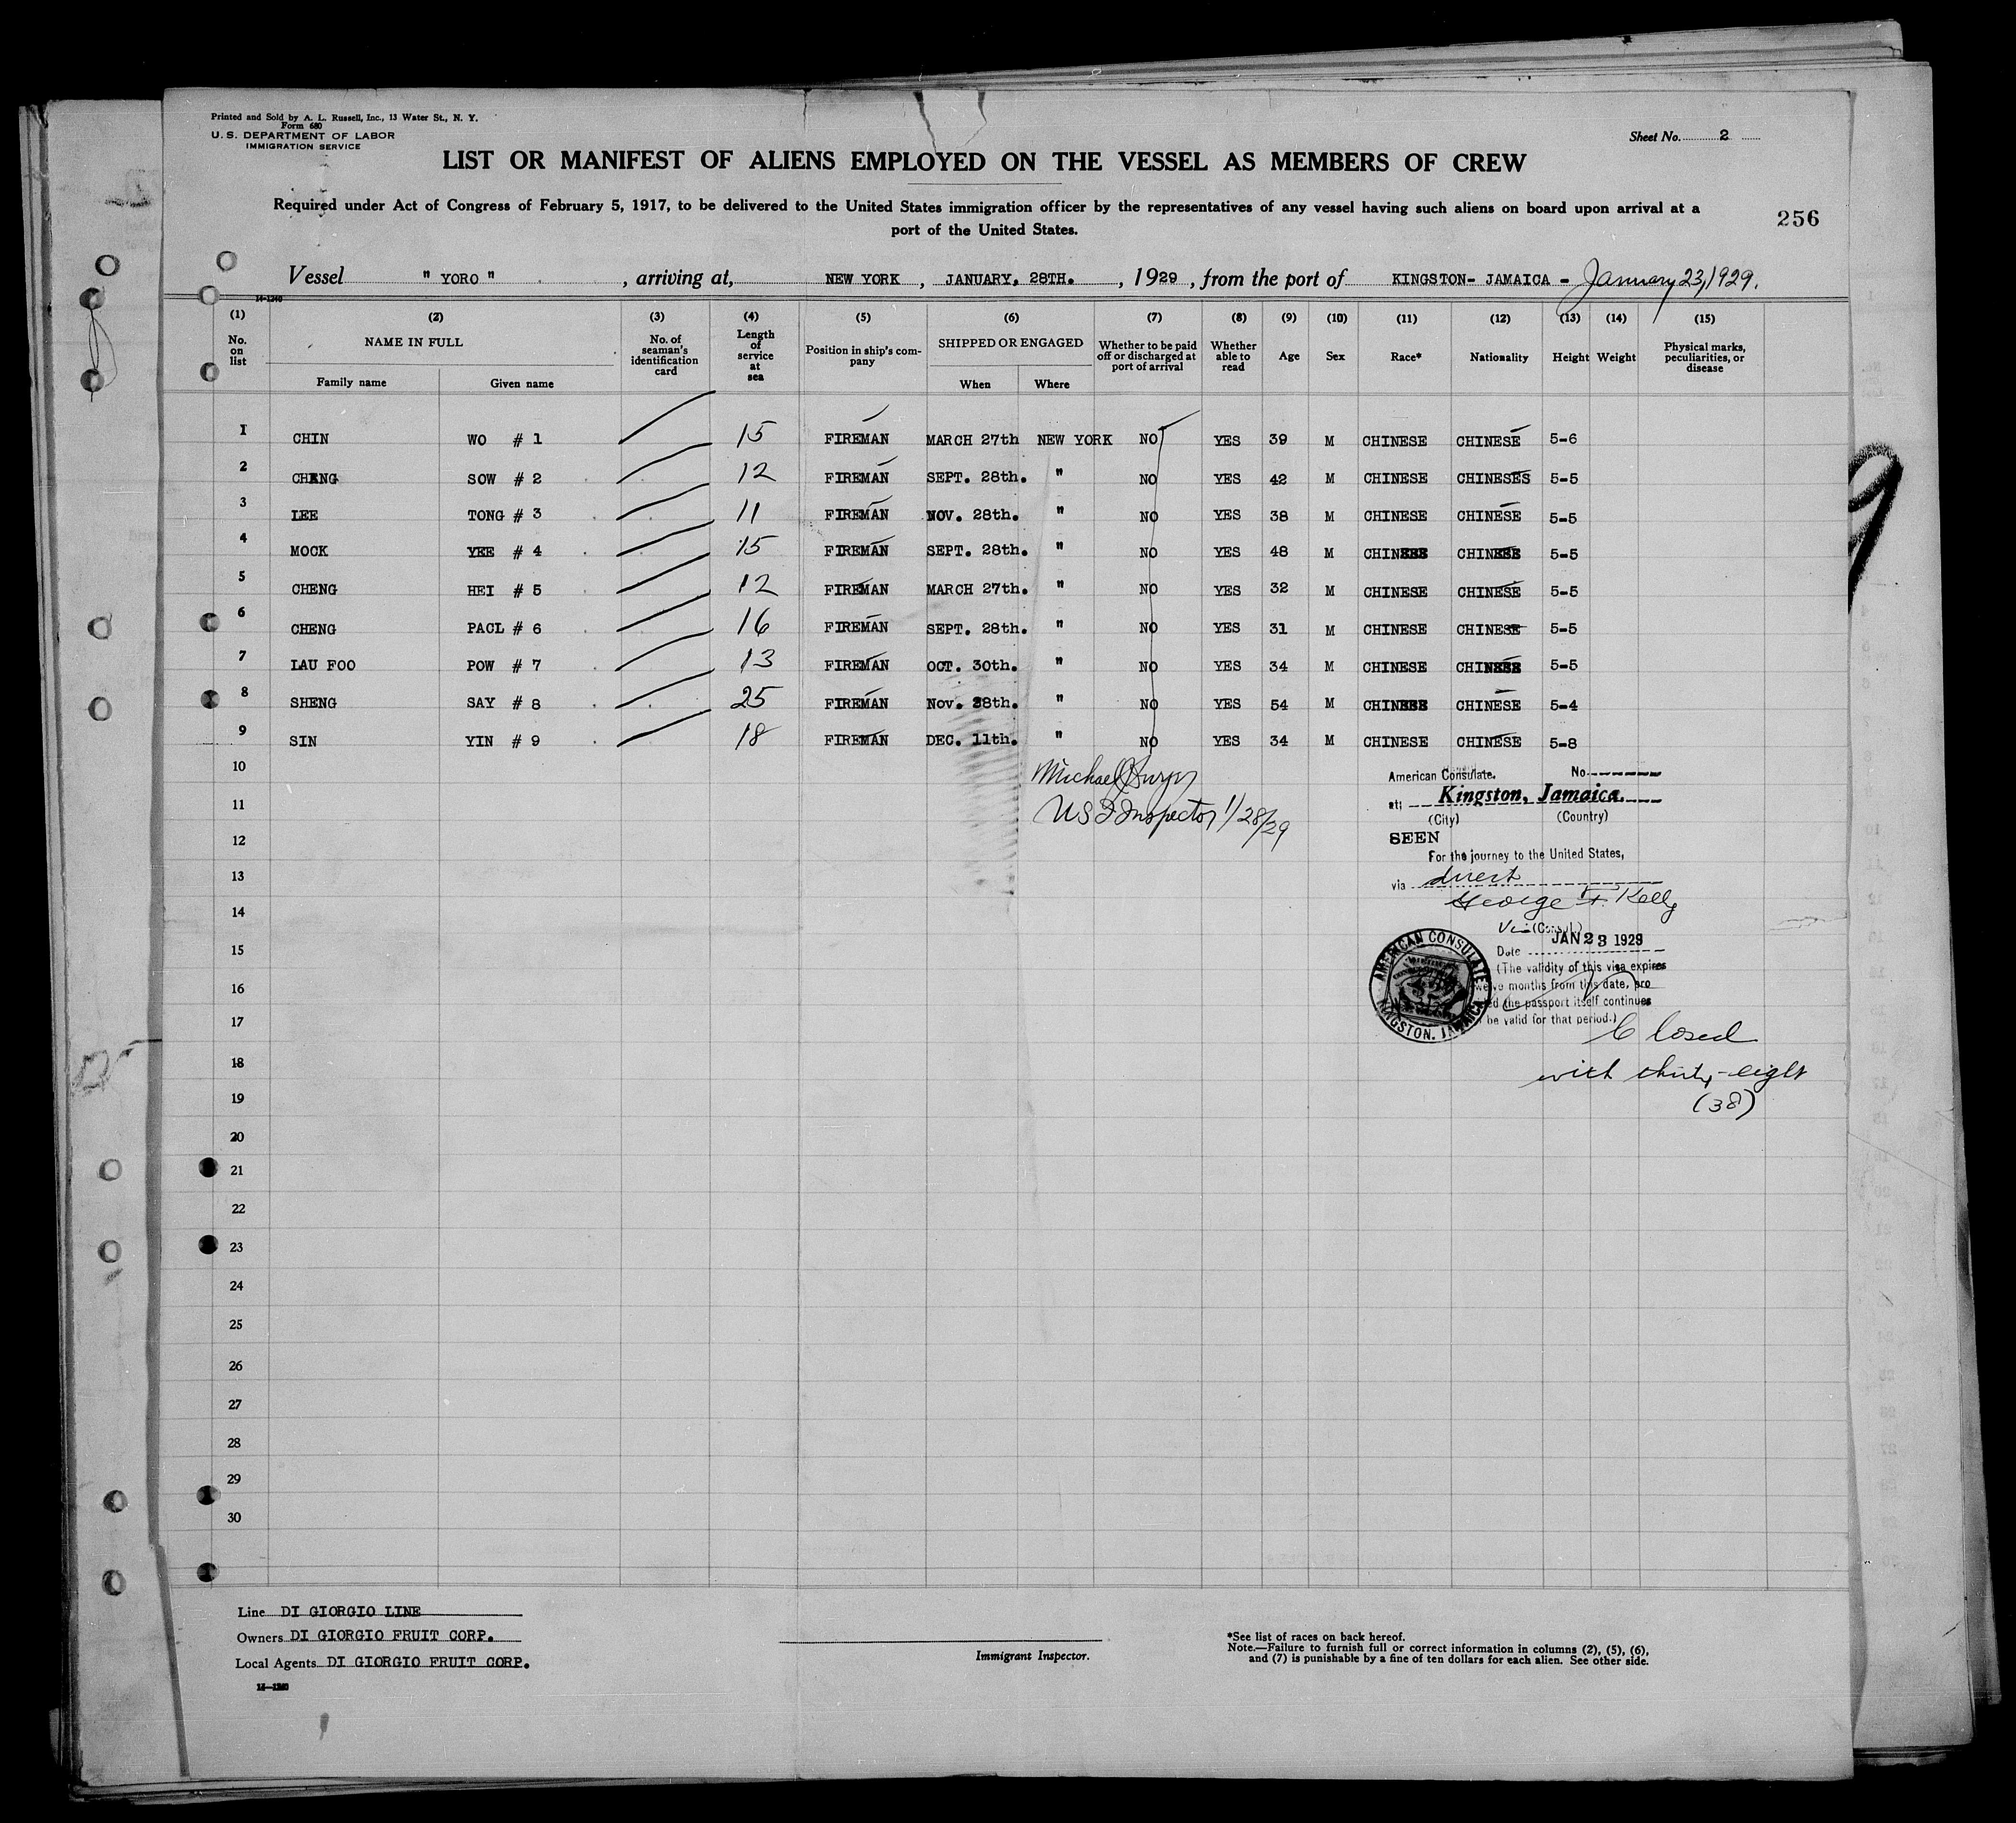 Printed and Sold by A. L. Russell, Inc., 13 Water St., N. Y.
Form 680
U. S. DEPARTMENT OF LABOR
IMMIGRATION SERVICE
Sheet No. 2
LIST OR MANIFEST OF ALIENS EMPLOYED ON THE VESSEL AS MEMBERS OF CREW
Required under Act of Congress of February 5, 1917, to be delivered to the United States immigration officer by the representatives of any vessel having such aliens on board upon arrival at a
port of the United States.
256
Vessel " YORO " , arriving at, NEW YORK , JANUARY, 28TH. , 1929 , from the port of KINGSTON- JAMAICA - January 23, 1929.
14-1240
(1) (2) (3) (4) (5) (6) (7) (8) (9) (10) (11) (12) (13) (14) (15)
No. on list NAME IN FULL Family name Given name No. of seaman's identification card Length of service at sea Position in ship's company SHIPPED OR ENGAGED When Where Whether to be paid off or discharged at port of arrival Whether able to read Age Sex Race* Nationality Height Weight Physical marks, peculiarities, or disease
1 CHIN WO # 1 15 FIREMAN MARCH 27th NEW YORK NO YES 39 M CHINESE CHINESE 5-6
2 CHENG SOW # 2 12 FIREMAN SEPT. 28th. " NO YES 42 M CHINESE CHINESES 5-5
3 LEE TONG # 3 11 FIREMAN NOV. 28th. " NO YES 38 M CHINESE CHINESE 5-5
4 MOCK YEE # 4 15 FIREMAN SEPT. 28th. " NO YES 48 M CHINESE CHINESE 5-5
5 CHENG HEI # 5 12 FIREMAN MARCH 27th. " NO YES 32 M CHINESE CHINESE 5-5
6 CHENG PACL # 6 16 FIREMAN SEPT. 28th. " NO YES 31 M CHINESE CHINESE 5-5
7 LAU FOO POW # 7 13 FIREMAN OCT. 30th. " NO YES 34 M CHINESE CHINESE 5-5
8 SHENG SAY # 8 25 FIREMAN Nov. 28th. " NO YES 54 M CHINESE CHINESE 5-4
9 SIN YIN # 9 18 FIREMAN DEC. 11th. " NO YES 34 M CHINESE CHINESE 5-8
10
11
12
13
14
15
16
17
18
19
20
21
22
23
24
25
26
27
28
29
30
Michael
US I Inspector 1/28/29
American Consulate. No
at: Kingston, Jamaica.
(City) (Country)
SEEN
For the journey to the United States,
via direct
George F. Kelly
(Consul)
Date JAN 23 1929
(The validity of this visa expires
months from this date, pro
the passport itself continues
be valid for that period.)
AMERICAN CONSULATE
KINGSTON, JAMAICA
Closed
with thirty-eight
(38)
Line DI GIORGIO LINE
Owners DI GIORGIO FRUIT CORP.
Local Agents DI GIORGIO FRUIT CORP.
14-1240
Immigrant Inspector.
*See list of races on back hereof.
Note.—Failure to furnish full or correct information in columns (2), (5), (6),
and (7) is punishable by a fine of ten dollars for each alien. See other side.